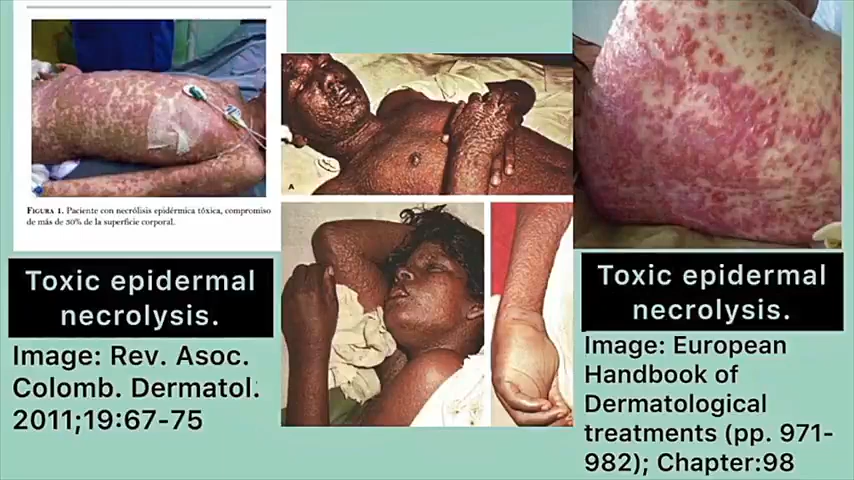 FIGURA 1. Paciente con necrólisis epidérmica tóxica, compromiso
de más de 30% de la superficie corporal.
Toxic epidermal
necrolysis.
Image: Rev. Asoc.
Colomb. Dermatol.
2011;19:67-75
A
Toxic epidermal
necrolysis.
Image: European
Handbook of
Dermatological
treatments (pp. 971-
982); Chapter:98